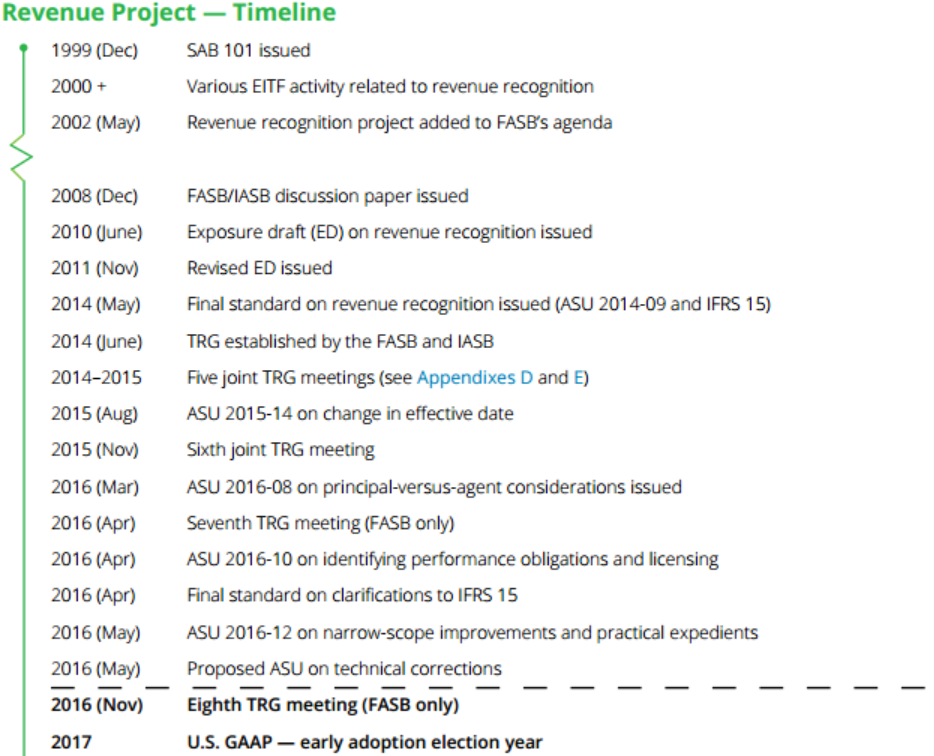 Revenue Project — Timeline
1999 (Dec) SAB 101 issued
2000 + Various EITF activity related to revenue recognition
2002 (May) Revenue recognition project added to FASB's agenda
2008 (Dec) FASB/IASB discussion paper issued
2010 (June) Exposure draft (ED) on revenue recognition issued
2011 (Nov) Revised ED issued
2014 (May) Final standard on revenue recognition issued (ASU 2014-09 and IFRS 15)
2014 (June) TRG established by the FASB and IASB
2014–2015 Five joint TRG meetings (see Appendixes D and E)
2015 (Aug) ASU 2015-14 on change in effective date
2015 (Nov) Sixth joint TRG meeting
2016 (Mar) ASU 2016-08 on principal-versus-agent considerations issued
2016 (Apr) Seventh TRG meeting (FASB only)
2016 (Apr) ASU 2016-10 on identifying performance obligations and licensing
2016 (Apr) Final standard on clarifications to IFRS 15
2016 (May) ASU 2016-12 on narrow-scope improvements and practical expedients
2016 (May) Proposed ASU on technical corrections
2016 (Nov) Eighth TRG meeting (FASB only)
2017 U.S. GAAP — early adoption election year